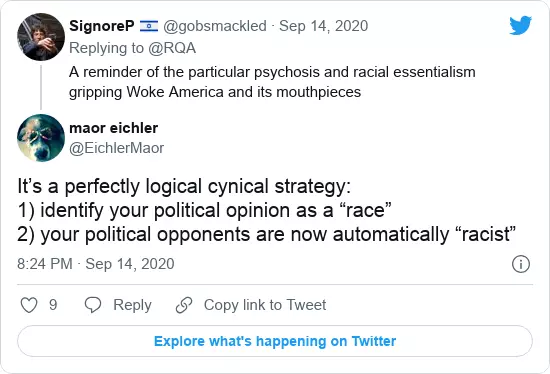 SignoreP 🇮🇱 @gobsmackled · Sep 14, 2020
Replying to @RQA
A reminder of the particular psychosis and racial essentialism
gripping Woke America and its mouthpieces
maor eichler
@EichlerMaor
It’s a perfectly logical cynical strategy:
1) identify your political opinion as a “race”
2) your political opponents are now automatically “racist”
8:24 PM · Sep 14, 2020
9 Reply Copy link to Tweet
Explore what's happening on Twitter